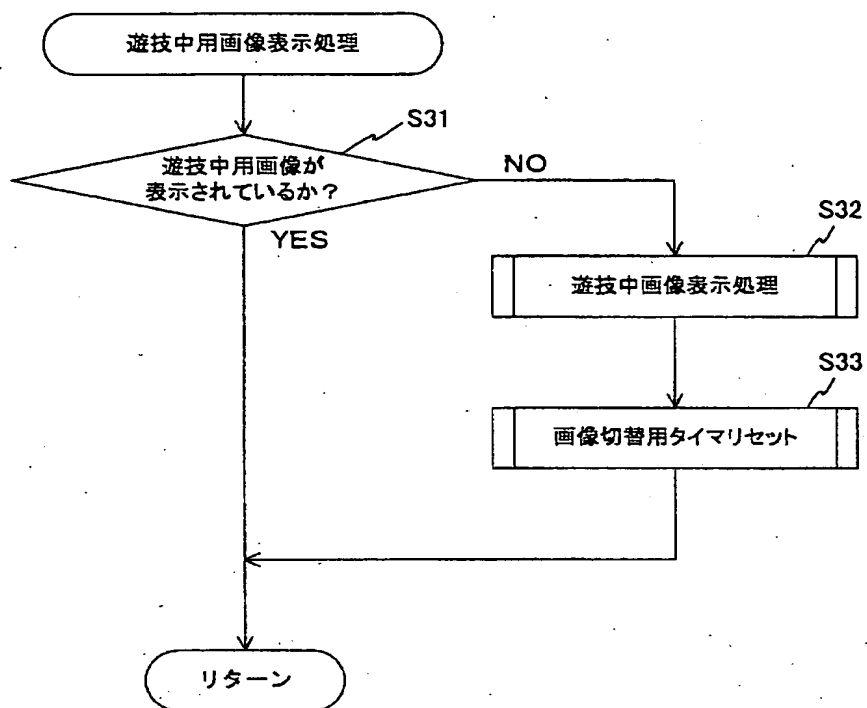 遊技中用画像表示処理
S31
遊技中用画像が
表示されているか？
NO
YES
S32
遊技中画像表示処理
S33
画像切替用タイマリセット
リターン